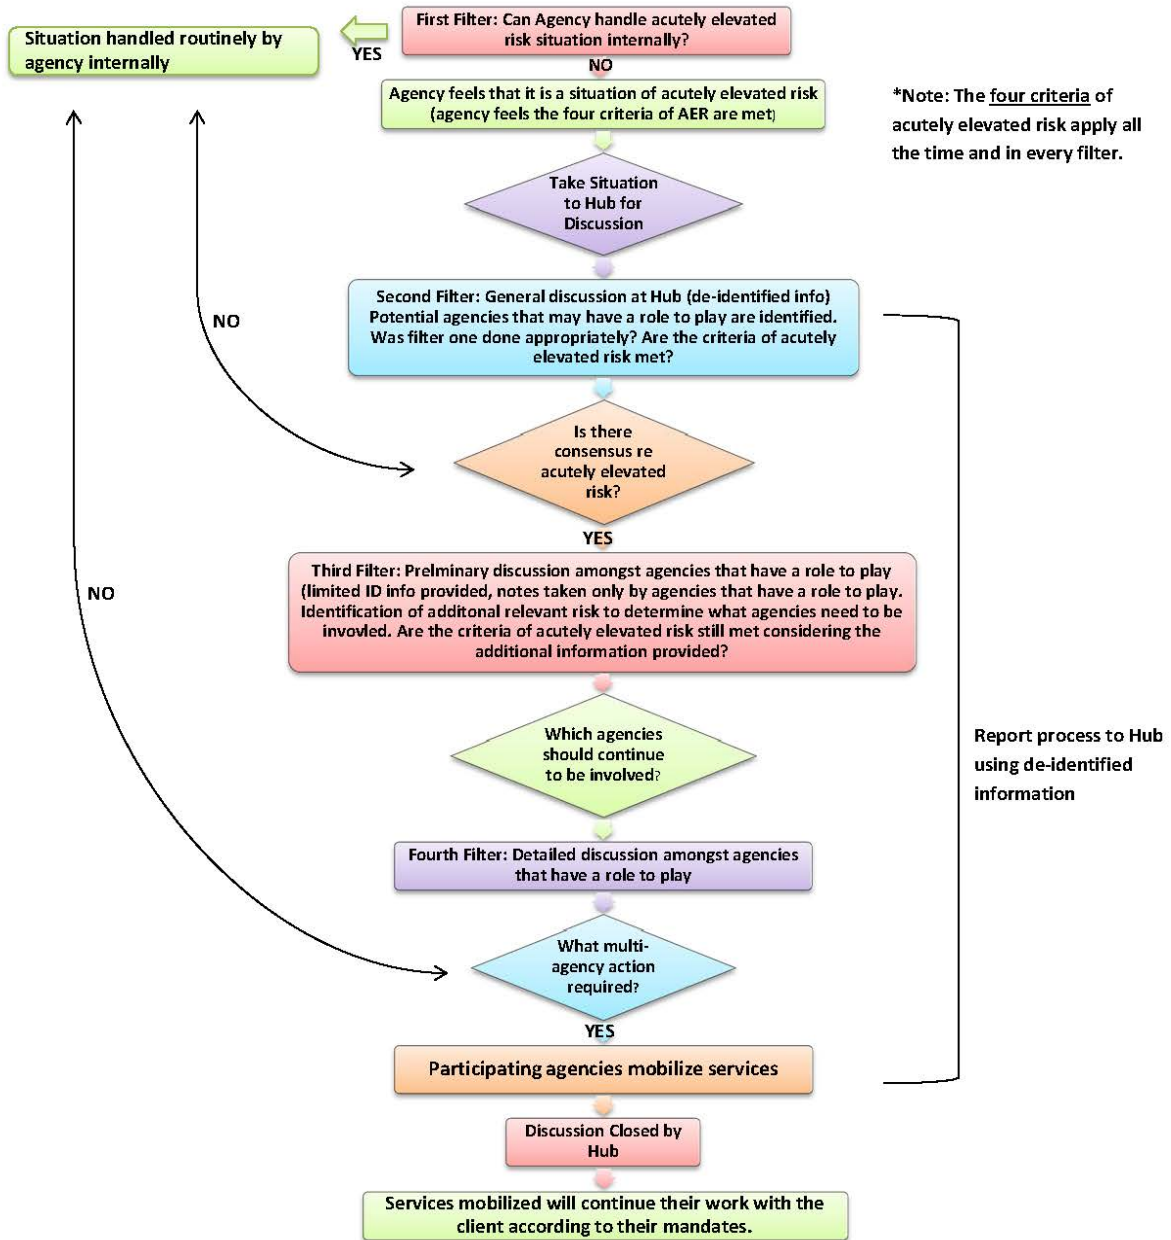 First Filter: Can Agency handle acutely elevated
risk situation internally?
Situation handled routinely by
agency internally
YES
NO
Agency feels that it is a situation of acutely elevated risk
(agency feels the four criteria of AER are met)
*Note: The four criteria of
acutely elevated risk apply all
the time and in every filter.
Take Situation
to Hub for
Discussion
Second Filter: General discussion at Hub (de-identified info)
Potential agencies that may have a role to play are identified.
Was filter one done appropriately? Are the criteria of acutely
elevated risk met?
NO
Is there
consensus re
acutely elevated
risk?
YES
Third Filter: Prelminary discussion amongst agencies that have a role to play
(limited ID info provided, notes taken only by agencies that have a role to play.
Identification of additonal relevant risk to determine what agencies need to be
invovled. Are the criteria of acutely elevated risk still met considering the
additional information provided?
NO
Which agencies
should continue
to be involved?
Report process to Hub
using de-identified
information
Fourth Filter: Detailed discussion amongst agencies
that have a role to play
What multi-
agency action
required?
YES
Participating agencies mobilize services
Discussion Closed by
Hub
Services mobilized will continue their work with the
client according to their mandates.